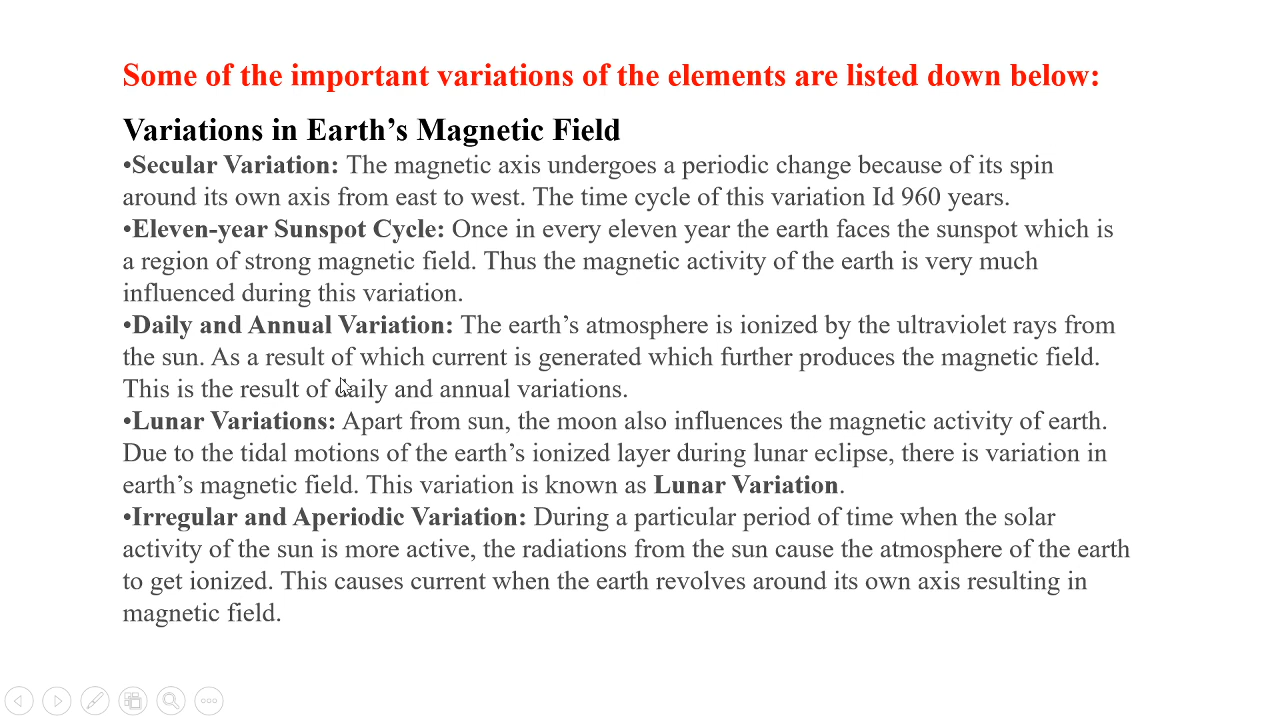 Some of the important variations of the elements are listed down below:
Variations in Earth’s Magnetic Field
•Secular Variation: The magnetic axis undergoes a periodic change because of its spin
around its own axis from east to west. The time cycle of this variation Id 960 years.
•Eleven-year Sunspot Cycle: Once in every eleven year the earth faces the sunspot which is
a region of strong magnetic field. Thus the magnetic activity of the earth is very much
influenced during this variation.
•Daily and Annual Variation: The earth’s atmosphere is ionized by the ultraviolet rays from
the sun. As a result of which current is generated which further produces the magnetic field.
This is the result of daily and annual variations.
•Lunar Variations: Apart from sun, the moon also influences the magnetic activity of earth.
Due to the tidal motions of the earth’s ionized layer during lunar eclipse, there is variation in
earth’s magnetic field. This variation is known as Lunar Variation.
•Irregular and Aperiodic Variation: During a particular period of time when the solar
activity of the sun is more active, the radiations from the sun cause the atmosphere of the earth
to get ionized. This causes current when the earth revolves around its own axis resulting in
magnetic field.